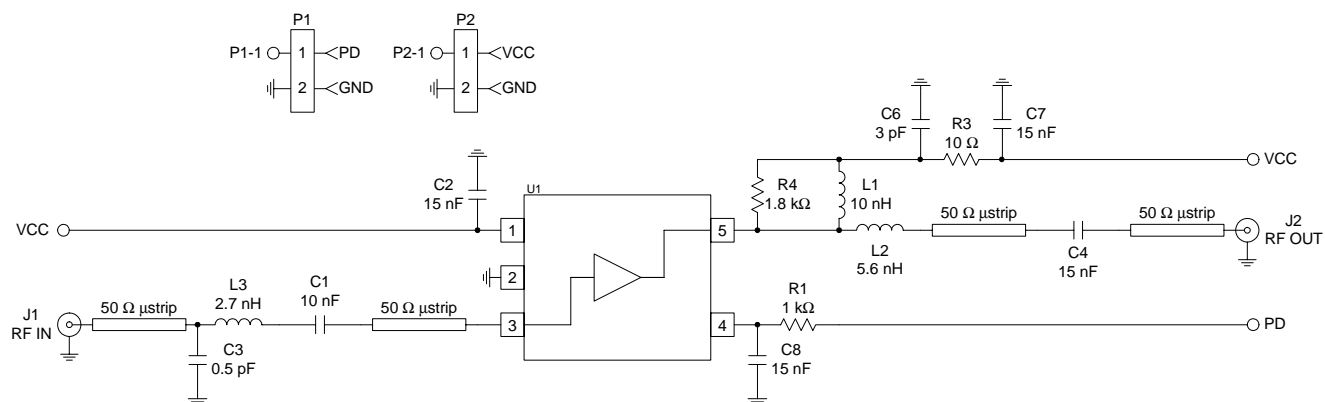 P1
P1-1
1
PD
2
GND
P2
P2-1
1
VCC
2
GND
C6
3 pF
R3
10 Ω
C7
15 nF
VCC
C2
15 nF
U1
R4
1.8 kΩ
L1
10 nH
VCC
1
5
50 Ω µstrip
50 Ω µstrip
J2
RF OUT
L2
5.6 nH
C4
15 nF
2
J1
RF IN
50 Ω µstrip
L3
2.7 nH
C1
10 nF
50 Ω µstrip
3
4
R1
1 kΩ
PD
C3
0.5 pF
C8
15 nF